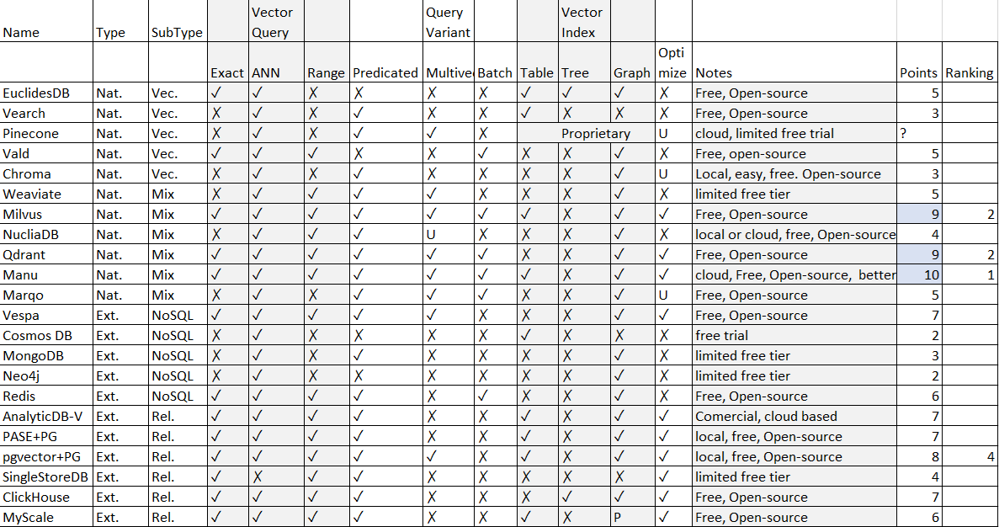 Vector Query Vector
Name Type SubType Query Variant Index
Opti
Exact ANN Range Predicated Multivec Batch Table Tree Graph mize Notes Points Ranking
EuclidesDB Nat. Vec. ✓ ✓ ✗ ✗ ✗ ✗ ✓ ✓ ✓ ✗ Free, Open-source 5
Vearch Nat. Vec. ✗ ✓ ✗ ✓ ✗ ✗ ✓ ✗ ✗ ✗ Free, Open-source 3
Pinecone Nat. Vec. ✗ ✓ ✗ ✓ ✓ ✗ Proprietary U cloud, limited free trial ?
Vald Nat. Vec. ✓ ✓ ✓ ✗ ✗ ✓ ✗ ✗ ✓ ✗ Free, open-source 5
Chroma Nat. Vec. ✗ ✓ ✗ ✓ ✗ ✗ ✗ ✗ ✓ U Local, easy, free. Open-source 3
Weaviate Nat. Mix ✗ ✓ ✓ ✓ ✓ ✗ ✗ ✗ ✓ ✗ limited free tier 5
Milvus Nat. Mix ✓ ✓ ✓ ✓ ✓ ✓ ✓ ✗ ✓ ✓ Free, Open-source 9 2
NucliaDB Nat. Mix ✗ ✓ ✓ ✓ U ✗ ✗ ✗ ✓ ✗ local or cloud, free, Open-source 4
Qdrant Nat. Mix ✓ ✓ ✓ ✓ ✓ ✓ ✗ ✗ ✓ ✓ Free, Open-source 9 2
Manu Nat. Mix ✓ ✓ ✓ ✓ ✓ ✓ ✓ ✗ ✓ ✓ cloud, Free, Open-source, better 10 1
Marqo Nat. Mix ✗ ✓ ✗ ✓ ✓ ✓ ✗ ✗ ✓ U Free, Open-source 5
Vespa Ext. NoSQL ✓ ✓ ✓ ✓ ✓ ✗ ✗ ✗ ✓ ✓ Free, Open-source 7
Cosmos DB Ext. NoSQL ✗ ✓ ✗ ✗ ✗ ✗ ✓ ✗ ✗ ✗ free trial 2
MongoDB Ext. NoSQL ✗ ✓ ✗ ✓ ✗ ✗ ✗ ✗ ✓ ✗ limited free tier 3
Neo4j Ext. NoSQL ✗ ✓ ✗ ✗ ✗ ✗ ✗ ✗ ✓ ✗ limited free tier 2
Redis Ext. NoSQL ✓ ✓ ✓ ✓ ✗ ✓ ✗ ✗ ✓ ✗ Free, Open-source 6
AnalyticDB-V Ext. Rel. ✓ ✓ ✓ ✓ ✗ ✗ ✓ ✗ ✓ ✓ Comercial, cloud based 7
PASE+PG Ext. Rel. ✓ ✓ ✓ ✓ ✗ ✗ ✓ ✗ ✓ ✓ local, free, Open-source 7
pgvector+PG Ext. Rel. ✓ ✓ ✓ ✓ ✓ ✗ ✓ ✗ ✓ ✓ local, free, Open-source 8 4
SingleStoreDB Ext. Rel. ✓ ✗ ✓ ✓ ✗ ✗ ✗ ✗ ✗ ✓ limited free tier 4
ClickHouse Ext. Rel. ✓ ✓ ✓ ✓ ✗ ✗ ✗ ✓ ✓ ✓ Free, Open-source 7
MyScale Ext. Rel. ✓ ✓ ✓ ✓ ✗ ✗ ✓ ✗ P ✓ Free, Open-source 6